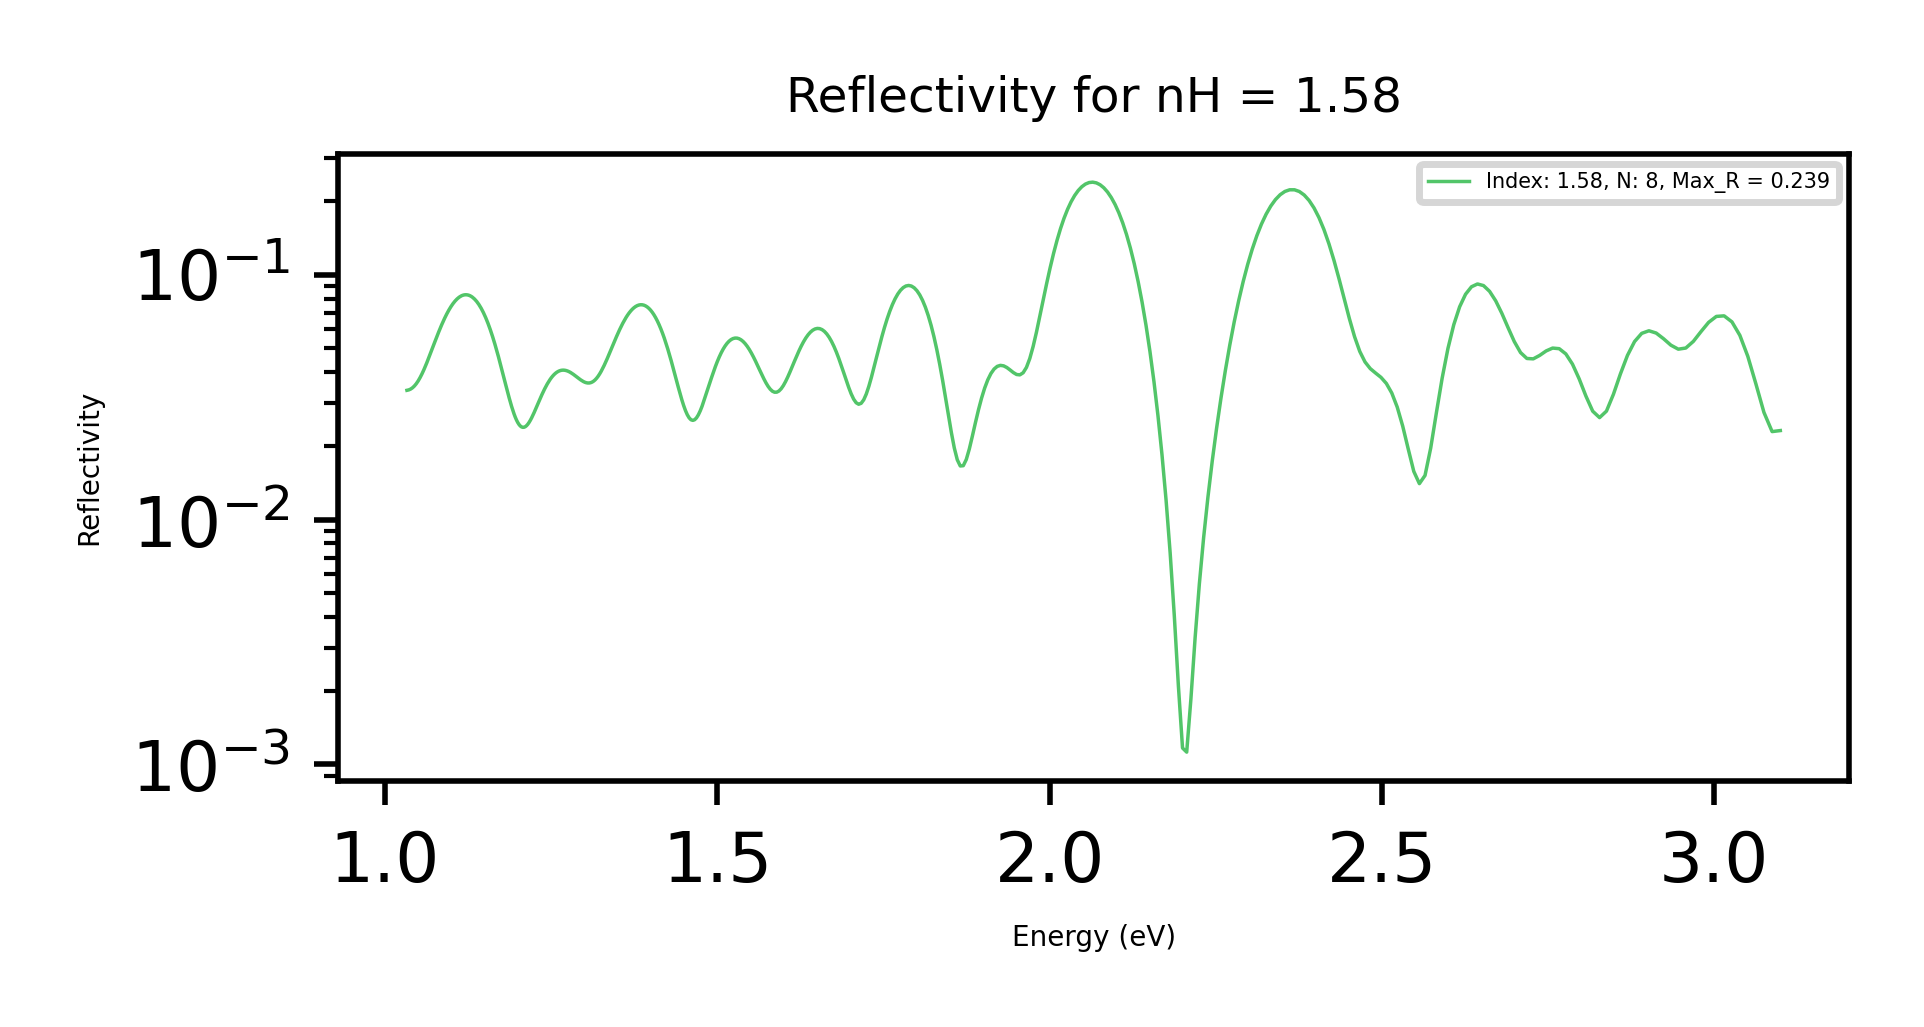 Reflectivity for nH = 1.58
Index: 1.58, N: 8, Max_R = 0.239
Reflectivity
10⁻¹
10⁻²
10⁻³
1.0 1.5 2.0 2.5 3.0
Energy (eV)